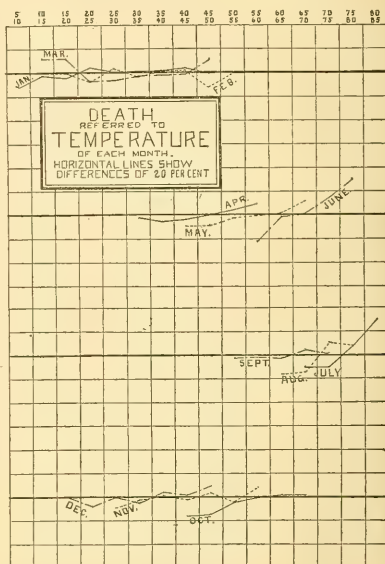 5 10 15 20 25 30 35 40 45 50 55 60 65 70 75 80
10 15 20 25 30 35 40 45 50 55 60 65 70 75 80 85
MAR.
JAN.
FEB.
DEATH
REFERRED TO
TEMPERATURE
OF EACH MONTH.
HORIZONTAL LINES SHOW
DIFFERENCES OF 20 PER CENT
APR.
JUNE.
MAY.
SEPT.
AUG.
JULY
DEC.
NOV.
OCT.